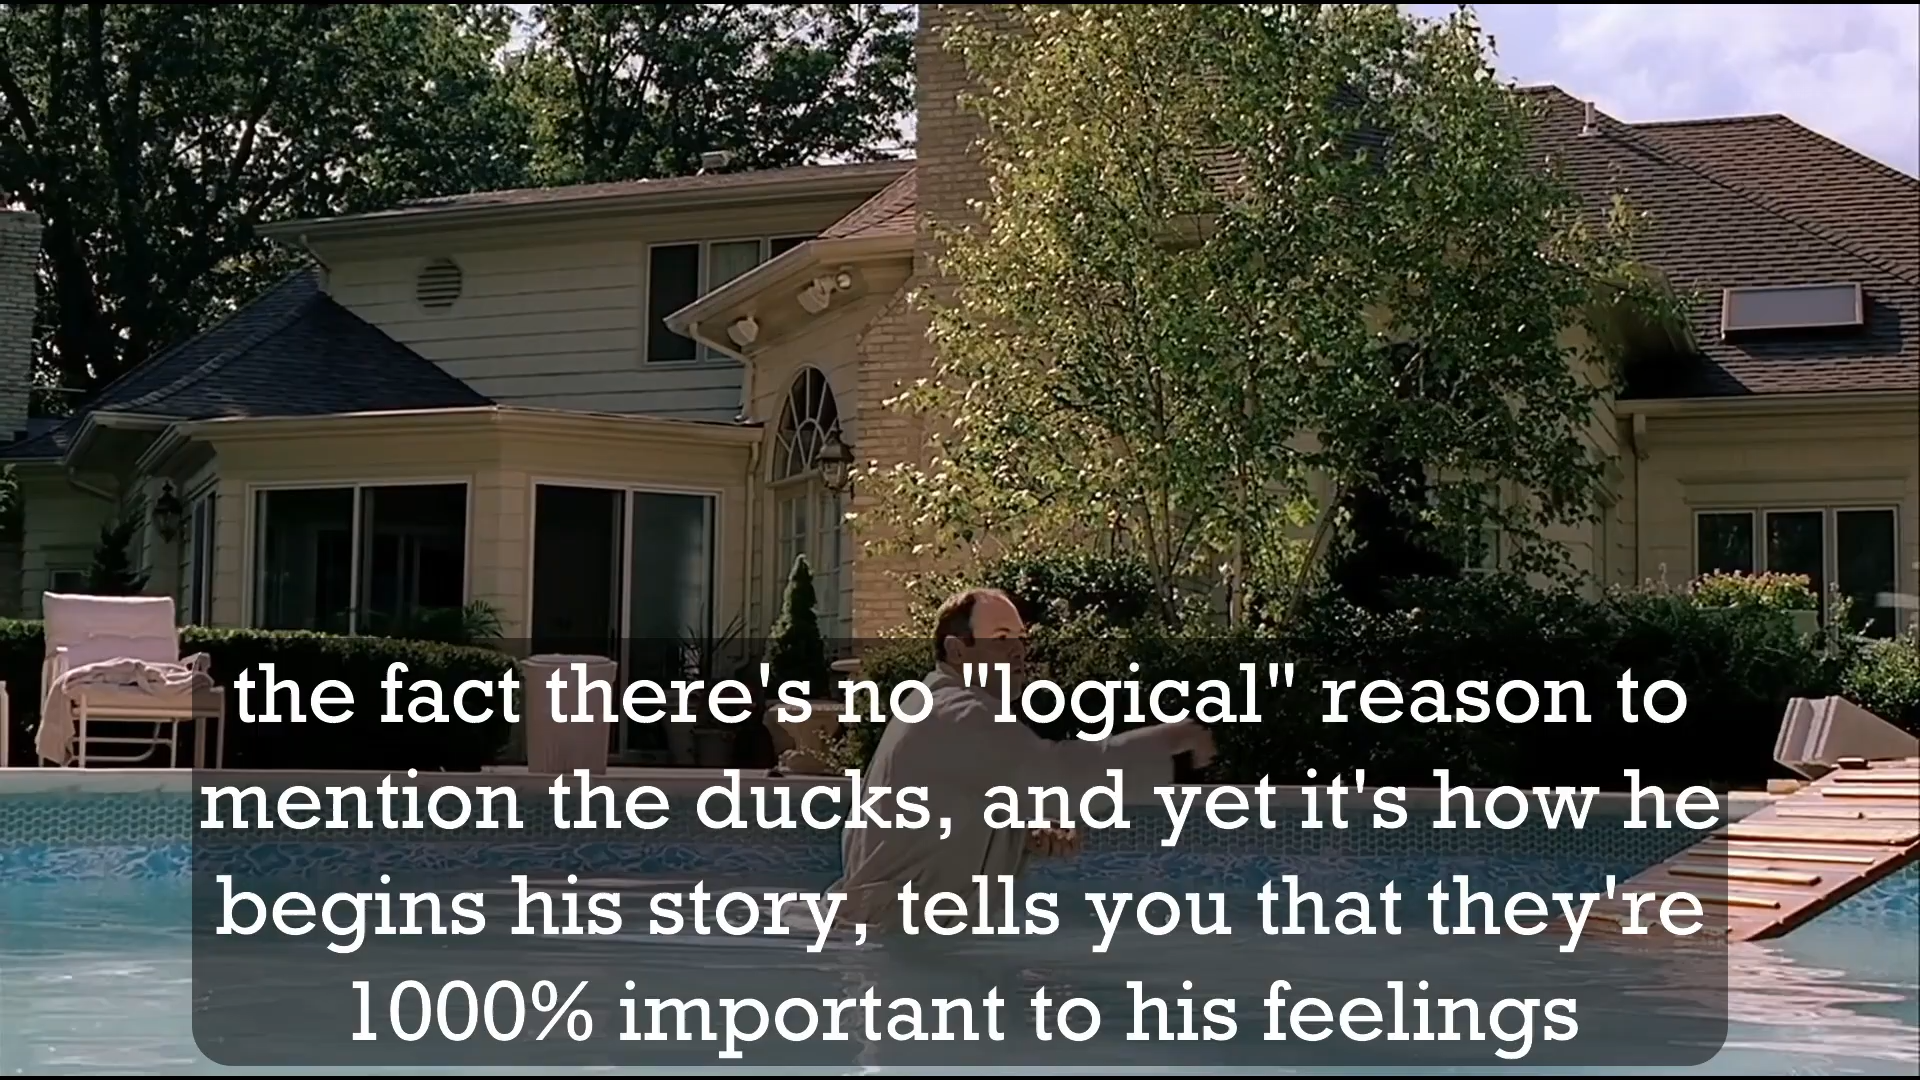 the fact there's no "logical" reason to
mention the ducks, and yet it's how he
begins his story, tells you that they're
1000% important to his feelings